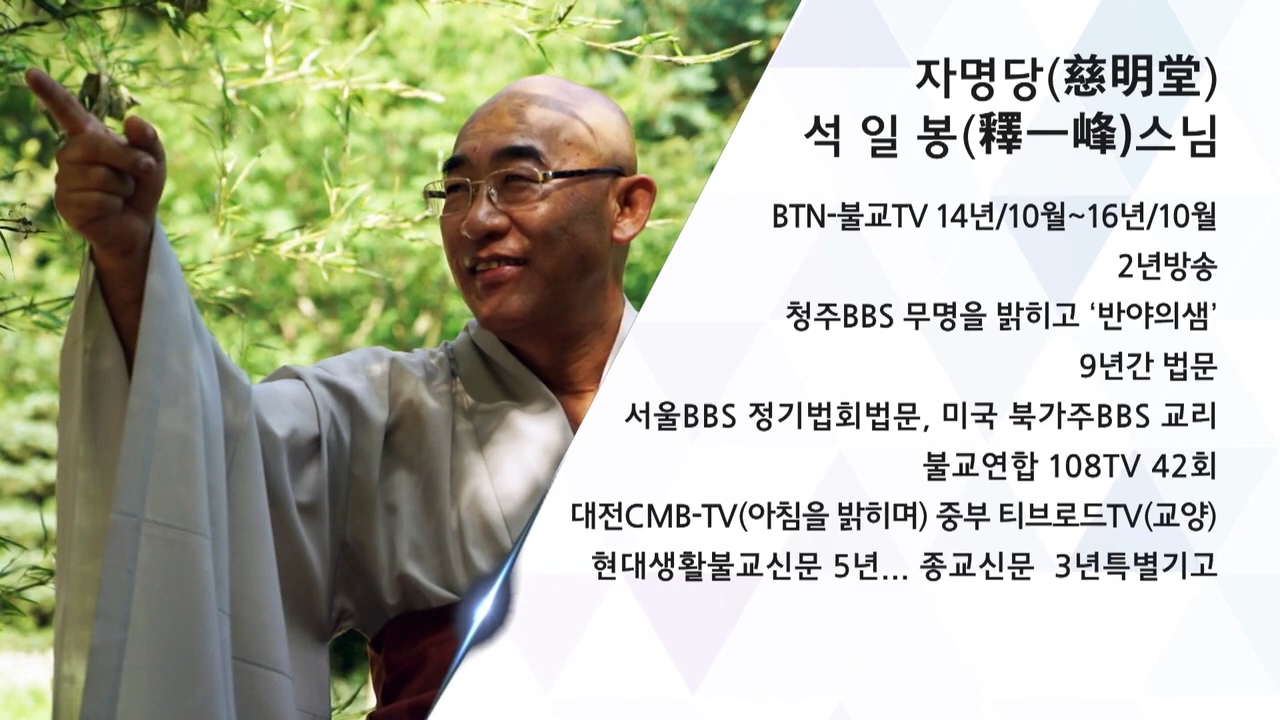 자명당(慈明堂)
석 일 봉(釋一峰)스님
BTN-불교TV 14년/10월~16년/10월
2년방송
청주BBS 무명을 밝히고 ‘반야의샘’
9년간 법문
서울BBS 정기법회법문, 미국 북가주BBS 교리
불교연합 108TV 42회
대전CMB-TV(아침을 밝히며) 중부 티브로드TV(교양)
현대생활불교신문 5년... 종교신문 3년특별기고